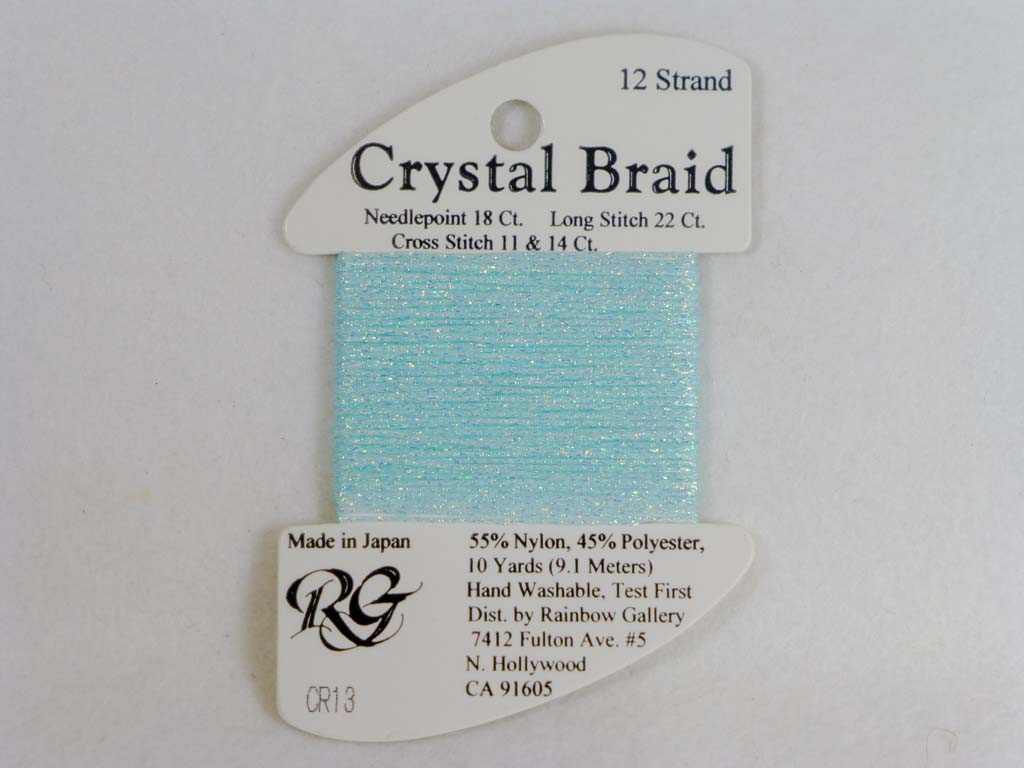 12 Strand
Crystal Braid
Needlepoint 18 Ct. Long Stitch 22 Ct.
Cross Stitch 11 & 14 Ct.
Made in Japan
RG
CR13
55% Nylon, 45% Polyester,
10 Yards (9.1 Meters)
Hand Washable, Test First
Dist. by Rainbow Gallery
7412 Fulton Ave. #5
N. Hollywood
CA 91605